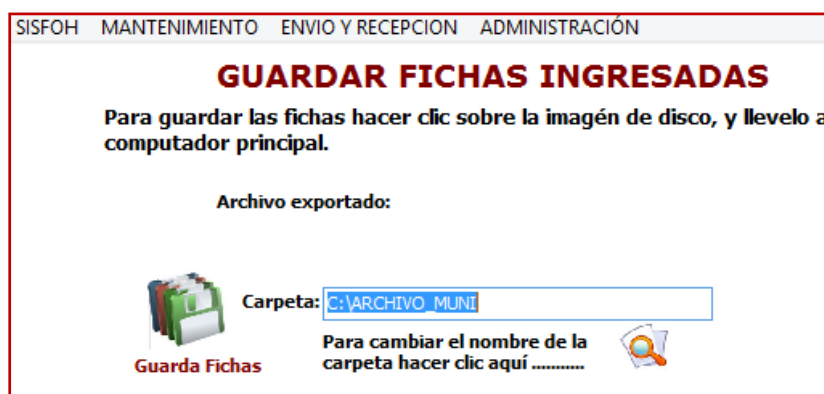 SISFOH MANTENIMIENTO ENVIO Y RECEPCION ADMINISTRACIÓN
GUARDAR FICHAS INGRESADAS
Para guardar las fichas hacer clic sobre la imagén de disco, y llevelo a
computador principal.
Archivo exportado:
Carpeta: C:\ARCHIVO_MUNI
Para cambiar el nombre de la
carpeta hacer clic aquí ...........
Guarda Fichas